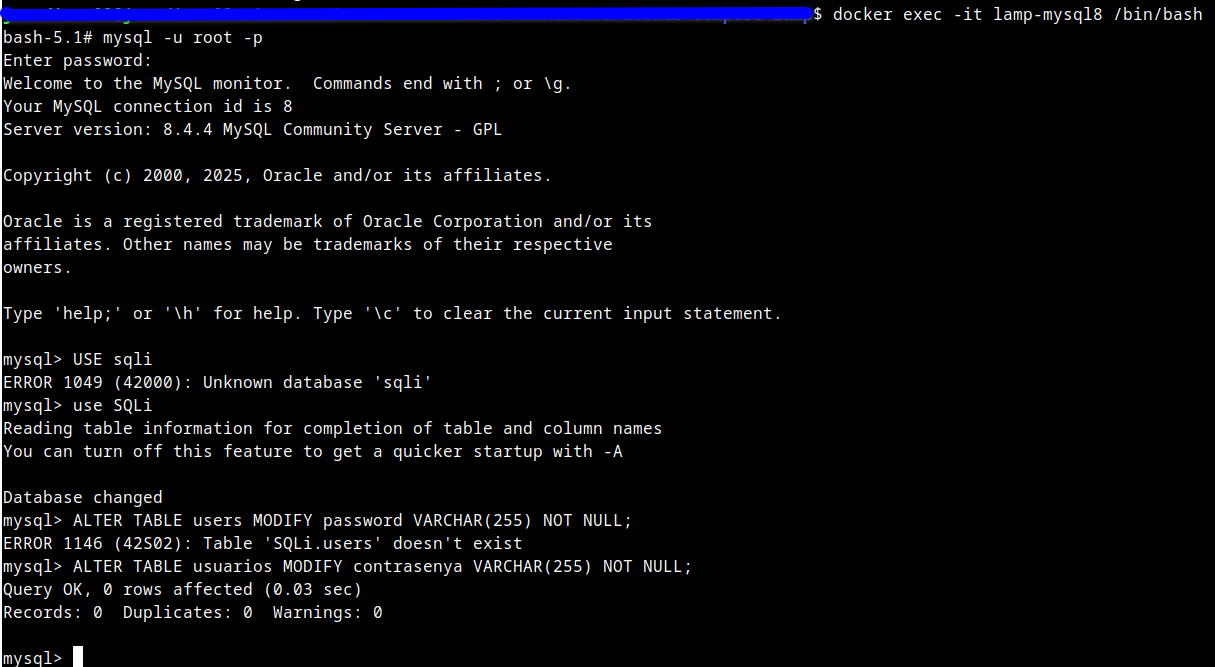 $ docker exec -it lamp-mysql8 /bin/bash
bash-5.1# mysql -u root -p
Enter password:
Welcome to the MySQL monitor.  Commands end with ; or \g.
Your MySQL connection id is 8
Server version: 8.4.4 MySQL Community Server - GPL

Copyright (c) 2000, 2025, Oracle and/or its affiliates.

Oracle is a registered trademark of Oracle Corporation and/or its
affiliates. Other names may be trademarks of their respective
owners.

Type 'help;' or '\h' for help. Type '\c' to clear the current input statement.

mysql> USE sqli
ERROR 1049 (42000): Unknown database 'sqli'
mysql> use SQLi
Reading table information for completion of table and column names
You can turn off this feature to get a quicker startup with -A

Database changed
mysql> ALTER TABLE users MODIFY password VARCHAR(255) NOT NULL;
ERROR 1146 (42S02): Table 'SQLi.users' doesn't exist
mysql> ALTER TABLE usuarios MODIFY contrasenya VARCHAR(255) NOT NULL;
Query OK, 0 rows affected (0.03 sec)
Records: 0  Duplicates: 0  Warnings: 0

mysql>